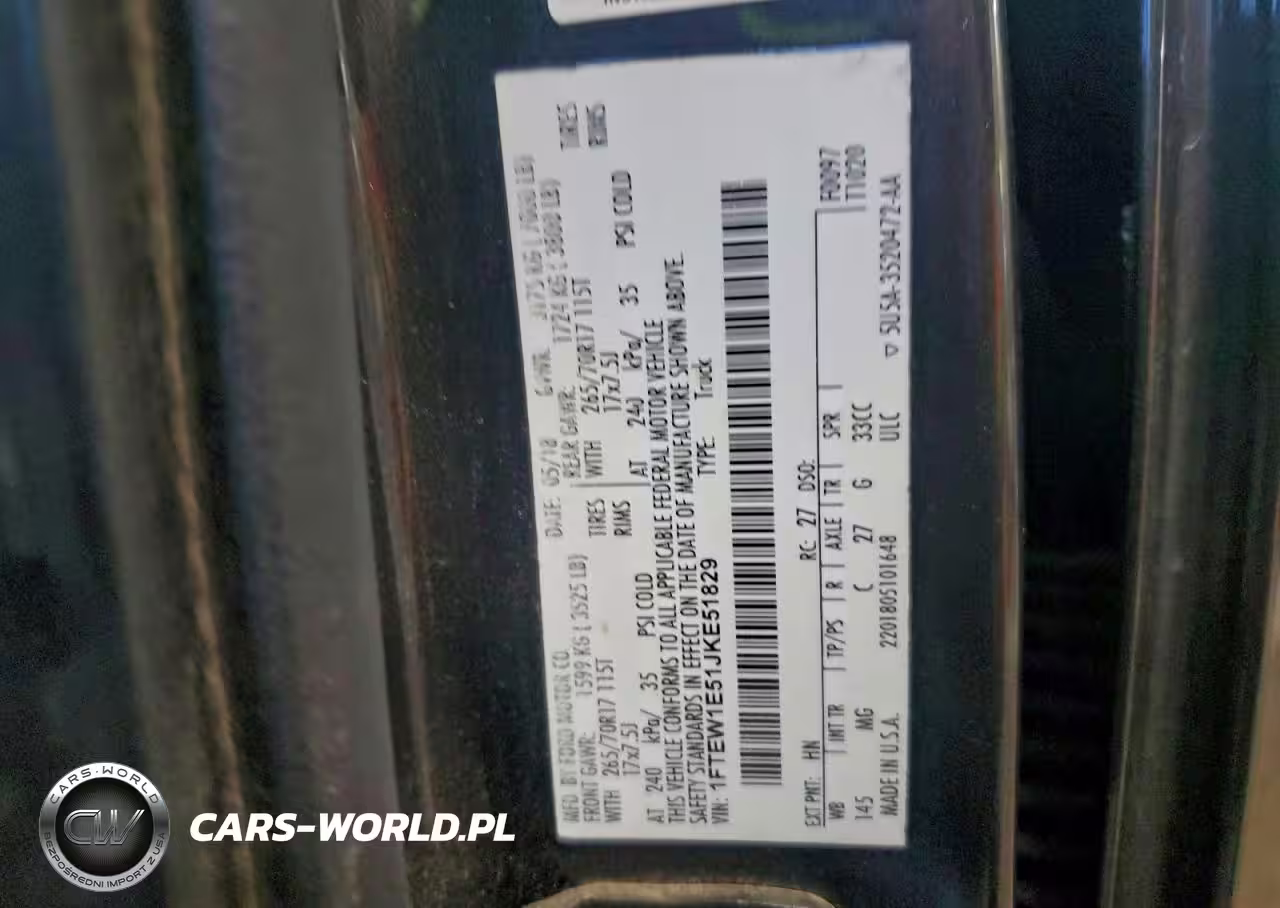 MFD. BY FORD MOTOR CO. DATE: 05/18 GVWR: 3175 KG ( 7000 LB)
FRONT GAWR: 1599 KG ( 3525 LB) REAR GAWR: 1724 KG ( 3800 LB)
WITH 265/70R17 115T TIRES WITH 265/70R17 115T TIRES
17x7.5J RIMS 17x7.5J RIMS
AT 240 kPa/ 35 PSI COLD AT 240 kPa/ 35 PSI COLD
THIS VEHICLE CONFORMS TO ALL APPLICABLE FEDERAL MOTOR VEHICLE
SAFETY STANDARDS IN EFFECT ON THE DATE OF MANUFACTURE SHOWN ABOVE.
VIN: 1FTEW1E51JKE51829 TYPE: Truck
EXT PNT: HN RC: 27 DSO: F0097
WB INT TR TP/PS R AXLE TR SPR T1020
145 MG C 27 G 33CC
MADE IN U.S.A. 2201805101648 ULC
▽ 5U5A-3520472-AA
CARS-WORLD
CW
BEZPOŚREDNI IMPORT Z USA
CARS-WORLD.PL